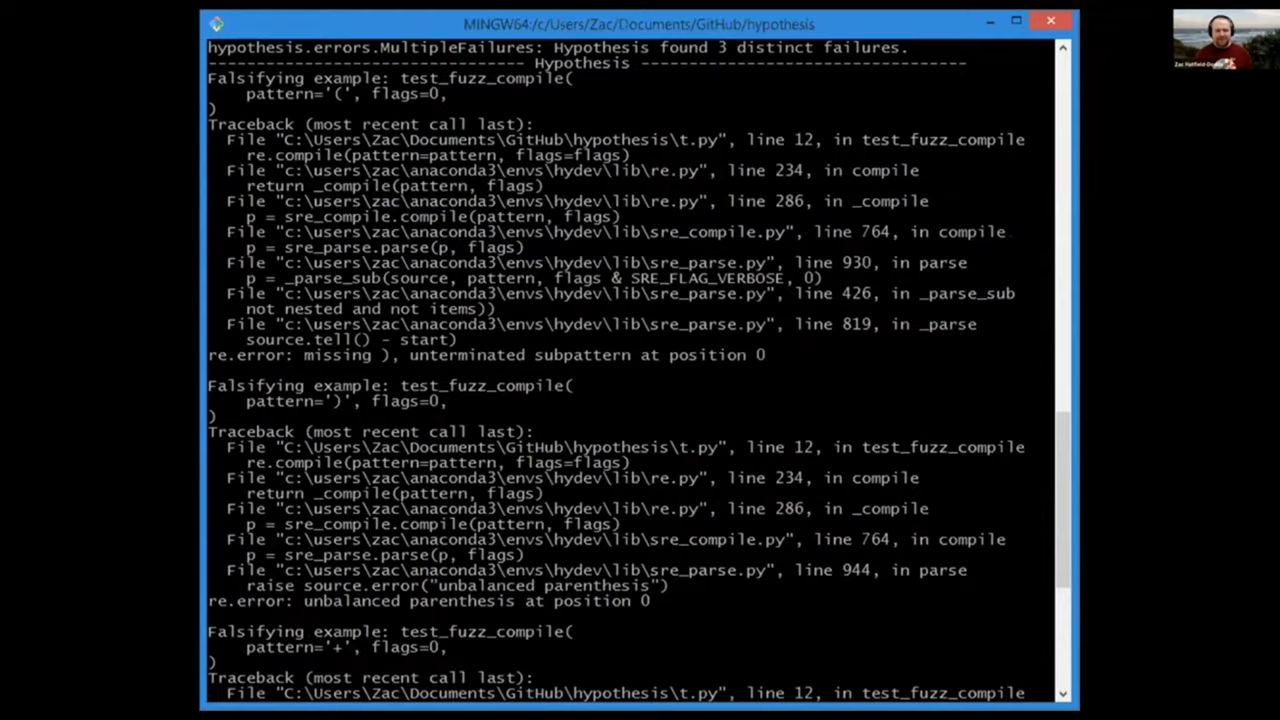 MINGW64:/c/Users/Zac/Documents/GitHub/hypothesis
hypothesis.errors.MultipleFailures: Hypothesis found 3 distinct failures.
--------------------------------- Hypothesis ----------------------------------
Falsifying example: test_fuzz_compile(
    pattern='(', flags=0,
)
Traceback (most recent call last):
  File "C:\Users\Zac\Documents\GitHub\hypothesis\t.py", line 12, in test_fuzz_compile
    re.compile(pattern=pattern, flags=flags)
  File "c:\users\zac\anaconda3\envs\hydev\lib\re.py", line 234, in compile
    return _compile(pattern, flags)
  File "c:\users\zac\anaconda3\envs\hydev\lib\re.py", line 286, in _compile
    p = sre_compile.compile(pattern, flags)
  File "c:\users\zac\anaconda3\envs\hydev\lib\sre_compile.py", line 764, in compile
    p = sre_parse.parse(p, flags)
  File "c:\users\zac\anaconda3\envs\hydev\lib\sre_parse.py", line 930, in parse
    p = _parse_sub(source, pattern, flags & SRE_FLAG_VERBOSE, 0)
  File "c:\users\zac\anaconda3\envs\hydev\lib\sre_parse.py", line 426, in _parse_sub
    not nested and not items))
  File "c:\users\zac\anaconda3\envs\hydev\lib\sre_parse.py", line 819, in _parse
    source.tell() - start)
re.error: missing ), unterminated subpattern at position 0
Falsifying example: test_fuzz_compile(
    pattern=')', flags=0,
)
Traceback (most recent call last):
  File "C:\Users\Zac\Documents\GitHub\hypothesis\t.py", line 12, in test_fuzz_compile
    re.compile(pattern=pattern, flags=flags)
  File "c:\users\zac\anaconda3\envs\hydev\lib\re.py", line 234, in compile
    return _compile(pattern, flags)
  File "c:\users\zac\anaconda3\envs\hydev\lib\re.py", line 286, in _compile
    p = sre_compile.compile(pattern, flags)
  File "c:\users\zac\anaconda3\envs\hydev\lib\sre_compile.py", line 764, in compile
    p = sre_parse.parse(p, flags)
  File "c:\users\zac\anaconda3\envs\hydev\lib\sre_parse.py", line 944, in parse
    raise source.error("unbalanced parenthesis")
re.error: unbalanced parenthesis at position 0
Falsifying example: test_fuzz_compile(
    pattern='+', flags=0,
)
Traceback (most recent call last):
  File "C:\Users\Zac\Documents\GitHub\hypothesis\t.py", line 12, in test_fuzz_compile
Zac Hatfield-Dodds